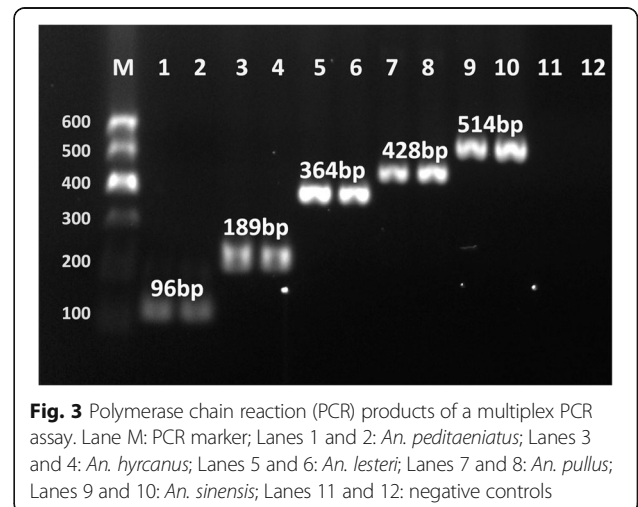 M 1 2 3 4 5 6 7 8 9 10 11 12
600
500
400
300
200
100
514bp
428bp
364bp
189bp
96bp
Fig. 3 Polymerase chain reaction (PCR) products of a multiplex PCR
assay. Lane M: PCR marker; Lanes 1 and 2: An. peditaeniatus; Lanes 3
and 4: An. hyrcanus; Lanes 5 and 6: An. lesteri; Lanes 7 and 8: An. pullus;
Lanes 9 and 10: An. sinensis; Lanes 11 and 12: negative controls